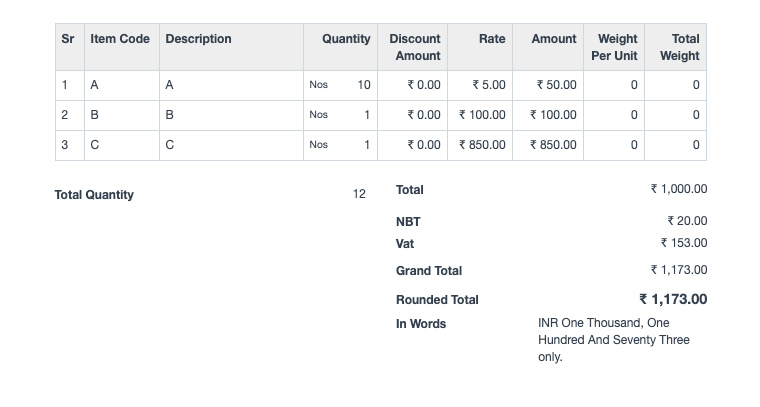 Sr Item Code Description Quantity Discount Amount Rate Amount Weight Per Unit Total Weight
1 A A Nos 10 ₹ 0.00 ₹ 5.00 ₹ 50.00 0 0
2 B B Nos 1 ₹ 0.00 ₹ 100.00 ₹ 100.00 0 0
3 C C Nos 1 ₹ 0.00 ₹ 850.00 ₹ 850.00 0 0
Total Quantity 12
Total ₹ 1,000.00
NBT ₹ 20.00
Vat ₹ 153.00
Grand Total ₹ 1,173.00
Rounded Total ₹ 1,173.00
In Words INR One Thousand, One
Hundred And Seventy Three
only.